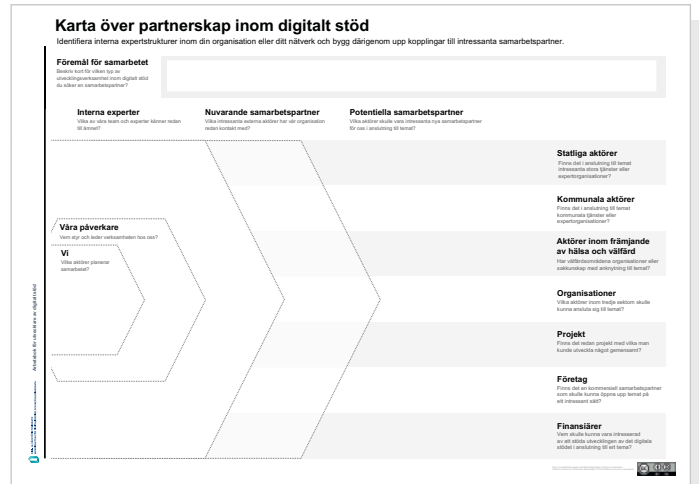 Karta över partnerskap inom digitalt stöd
Identifiera interna expertstrukturer inom din organisation eller ditt nätverk och bygg därigenom upp kopplingar till intressanta samarbetspartner.
Föremål för samarbetet
Beskriv kort för vilken typ av
utvecklingsverksamhet inom digitalt stöd
du söker en samarbetspartner?
Interna experter
Vilka av våra team och experter känner redan
till ämnet?
Nuvarande samarbetspartner
Vilka intressanta externa aktörer har vår organisation
redan kontakt med?
Potentiella samarbetspartner
Vilka aktörer skulle vara intressanta nya samarbetspartner
för oss i anslutning till temat?
Våra påverkare
Vem styr och leder verksamheten hos oss?
Vi
Vilka aktörer planerar
samarbetet?
Statliga aktörer
Finns det i anslutning till temat
intressanta stora tjänster eller
expertorganisationer?
Kommunala aktörer
Finns det i anslutning till temat
kommunala tjänster eller
expertorganisationer?
Aktörer inom främjande
av hälsa och välfärd
Har välfärdsområdena organisationer eller
sakkunskap med anknytning till temat?
Organisationer
Vilka aktörer inom tredje sektorn skulle
kunna ansluta sig till temat?
Projekt
Finns det redan projekt med vilka man
kunde utveckla något gemensamt?
Företag
Finns det en kommersiell samarbetspartner
som skulle kunna öppna upp temat på
ett intressant sätt?
Finansiärer
Vem skulle kunna vara intresserad
av att stöda utvecklingen av det digitala
stödet i anslutning till ert tema?
Arbetsbok för utvecklare av digitalt stöd